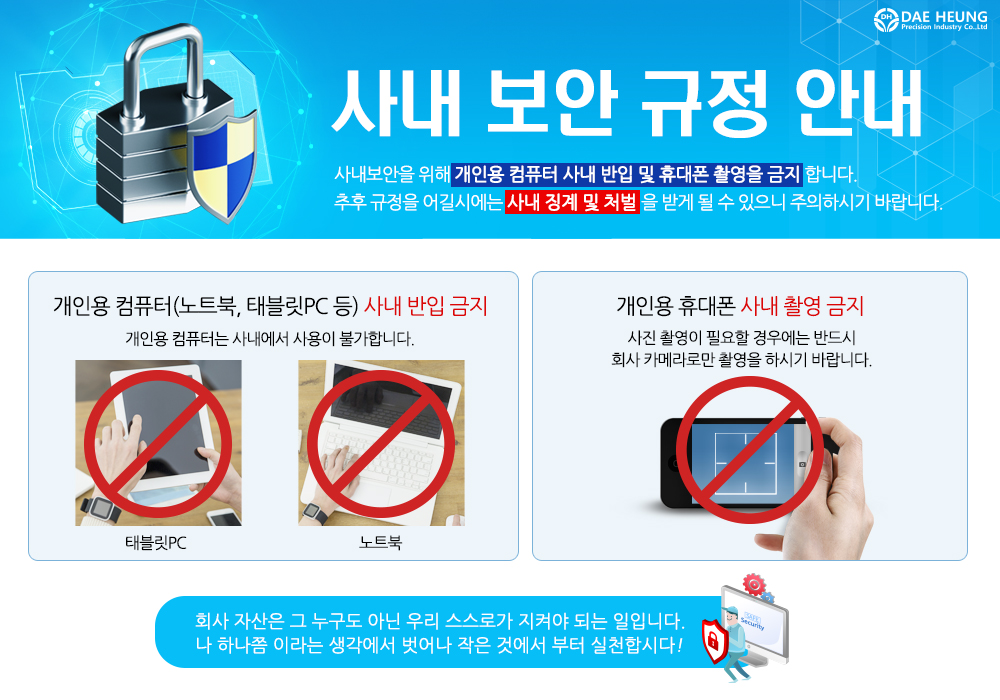 DH DAE HEUNG
Precision Industry Co.,Ltd
사내 보안 규정 안내
사내보안을 위해 개인용 컴퓨터 사내 반입 및 휴대폰 촬영을 금지 합니다.
추후 규정을 어길시에는 사내 징계 및 처벌 을 받게 될 수 있으니 주의하시기 바랍니다.
개인용 컴퓨터(노트북, 태블릿PC 등) 사내 반입 금지
개인용 컴퓨터는 사내에서 사용이 불가합니다.
태블릿PC
노트북
개인용 휴대폰 사내 촬영 금지
사진 촬영이 필요할 경우에는 반드시
회사 카메라로만 촬영을 하시기 바랍니다.
회사 자산은 그 누구도 아닌 우리 스스로가 지켜야 되는 일입니다.
나 하나쯤 이라는 생각에서 벗어나 작은 것에서 부터 실천합시다!
Security